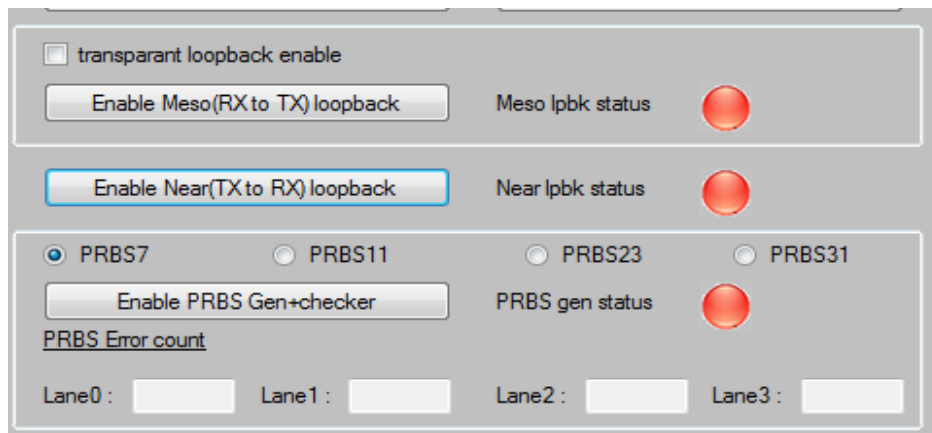 transparant loopback enable
Enable Meso(RX to TX) loopback Meso lpbk status
Enable Near(TX to RX) loopback Near lpbk status
PRBS7 PRBS11 PRBS23 PRBS31
Enable PRBS Gen+checker PRBS gen status
PRBS Error count
Lane0 : Lane1 : Lane2 : Lane3 :